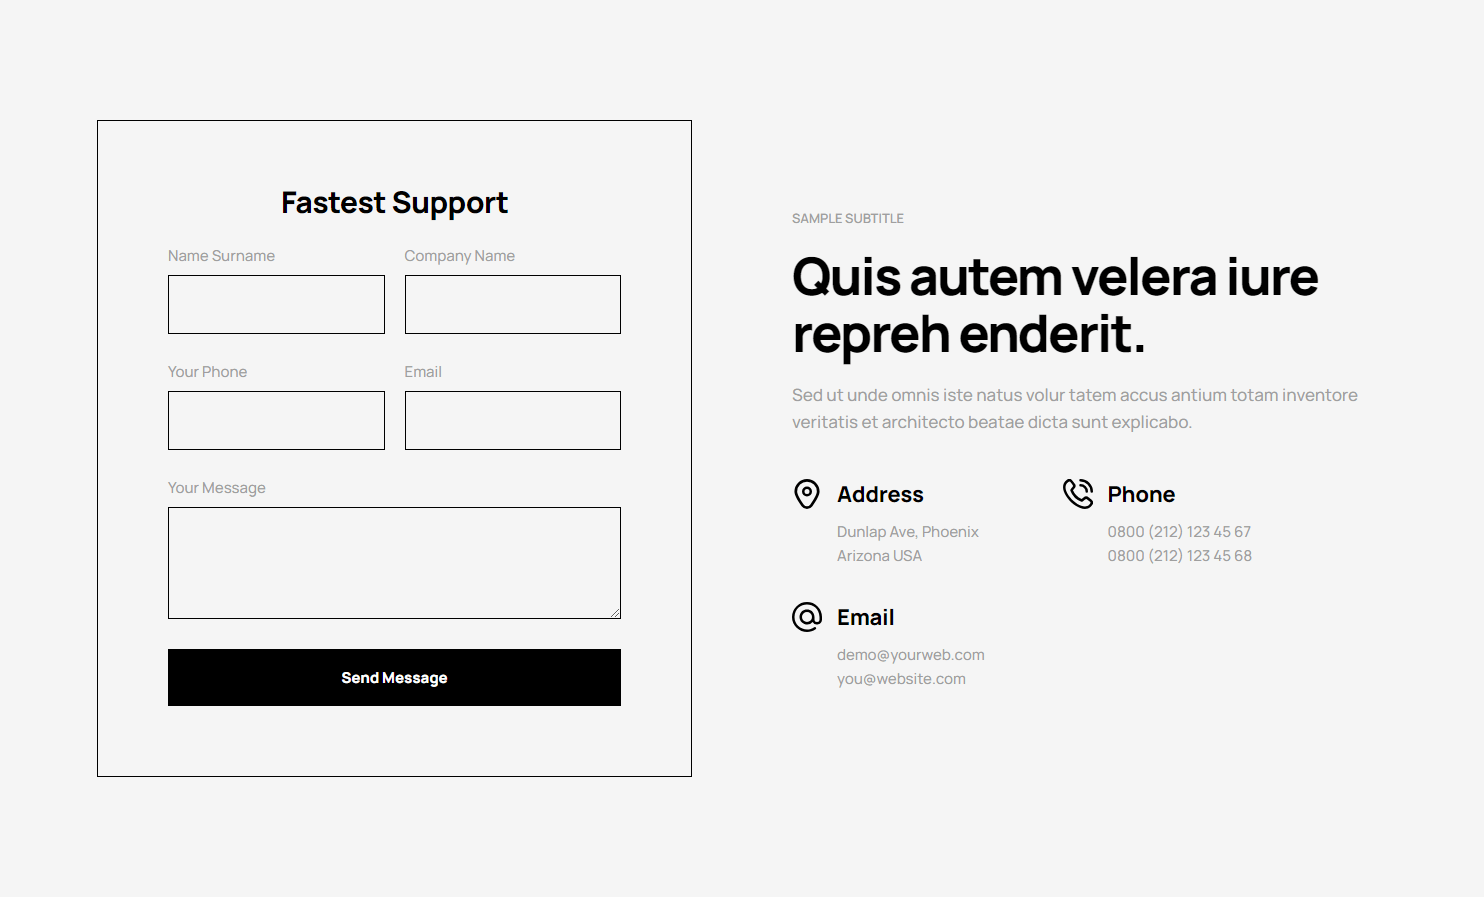 Fastest Support
Name Surname
Company Name
Your Phone
Email
Your Message
Send Message
SAMPLE SUBTITLE
Quis autem velera iure
repreh enderit.
Sed ut unde omnis iste natus volur tatem accus antium totam inventore
veritatis et architecto beatae dicta sunt explicabo.
Address
Dunlap Ave, Phoenix
Arizona USA
Phone
0800 (212) 123 45 67
0800 (212) 123 45 68
Email
demo@yourweb.com
you@website.com